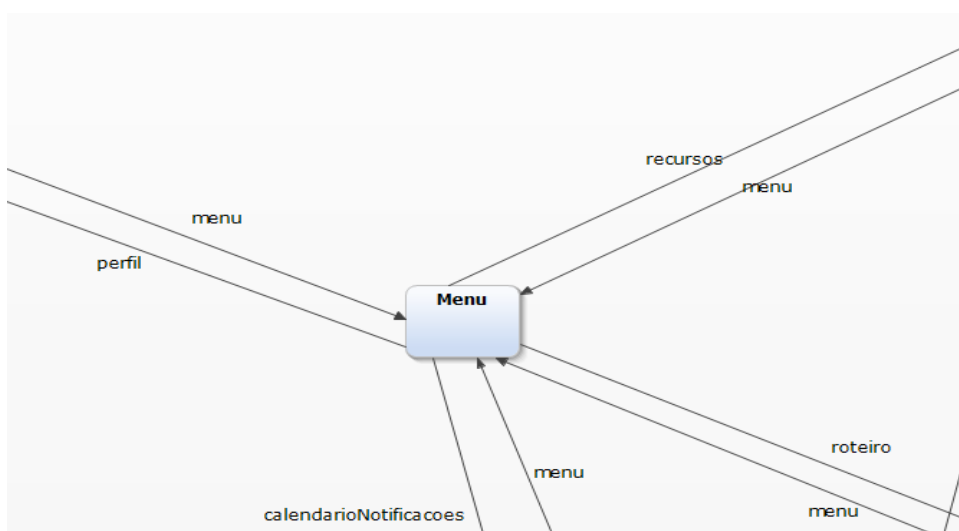 recursos
menu
menu
perfil
Menu
roteiro
menu
menu
calendarioNotificacoes